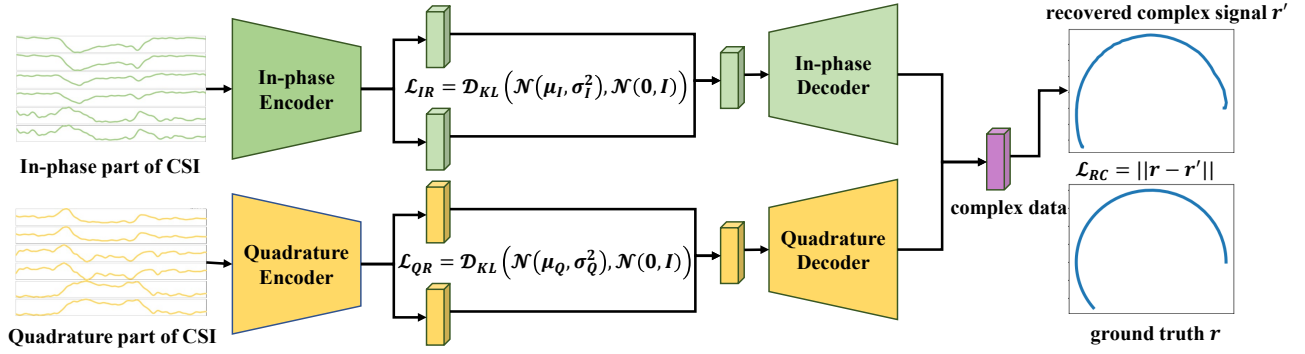 In-phase part of CSI
In-phase
Encoder
ℒ_IR = 𝒟_KL(𝒩(μ_I, σ_I^2), 𝒩(0, I))
In-phase
Decoder
recovered complex signal r′
ℒ_RC = ||r − r′||
complex data
Quadrature part of CSI
Quadrature
Encoder
ℒ_QR = 𝒟_KL(𝒩(μ_Q, σ_Q^2), 𝒩(0, I))
Quadrature
Decoder
ground truth r